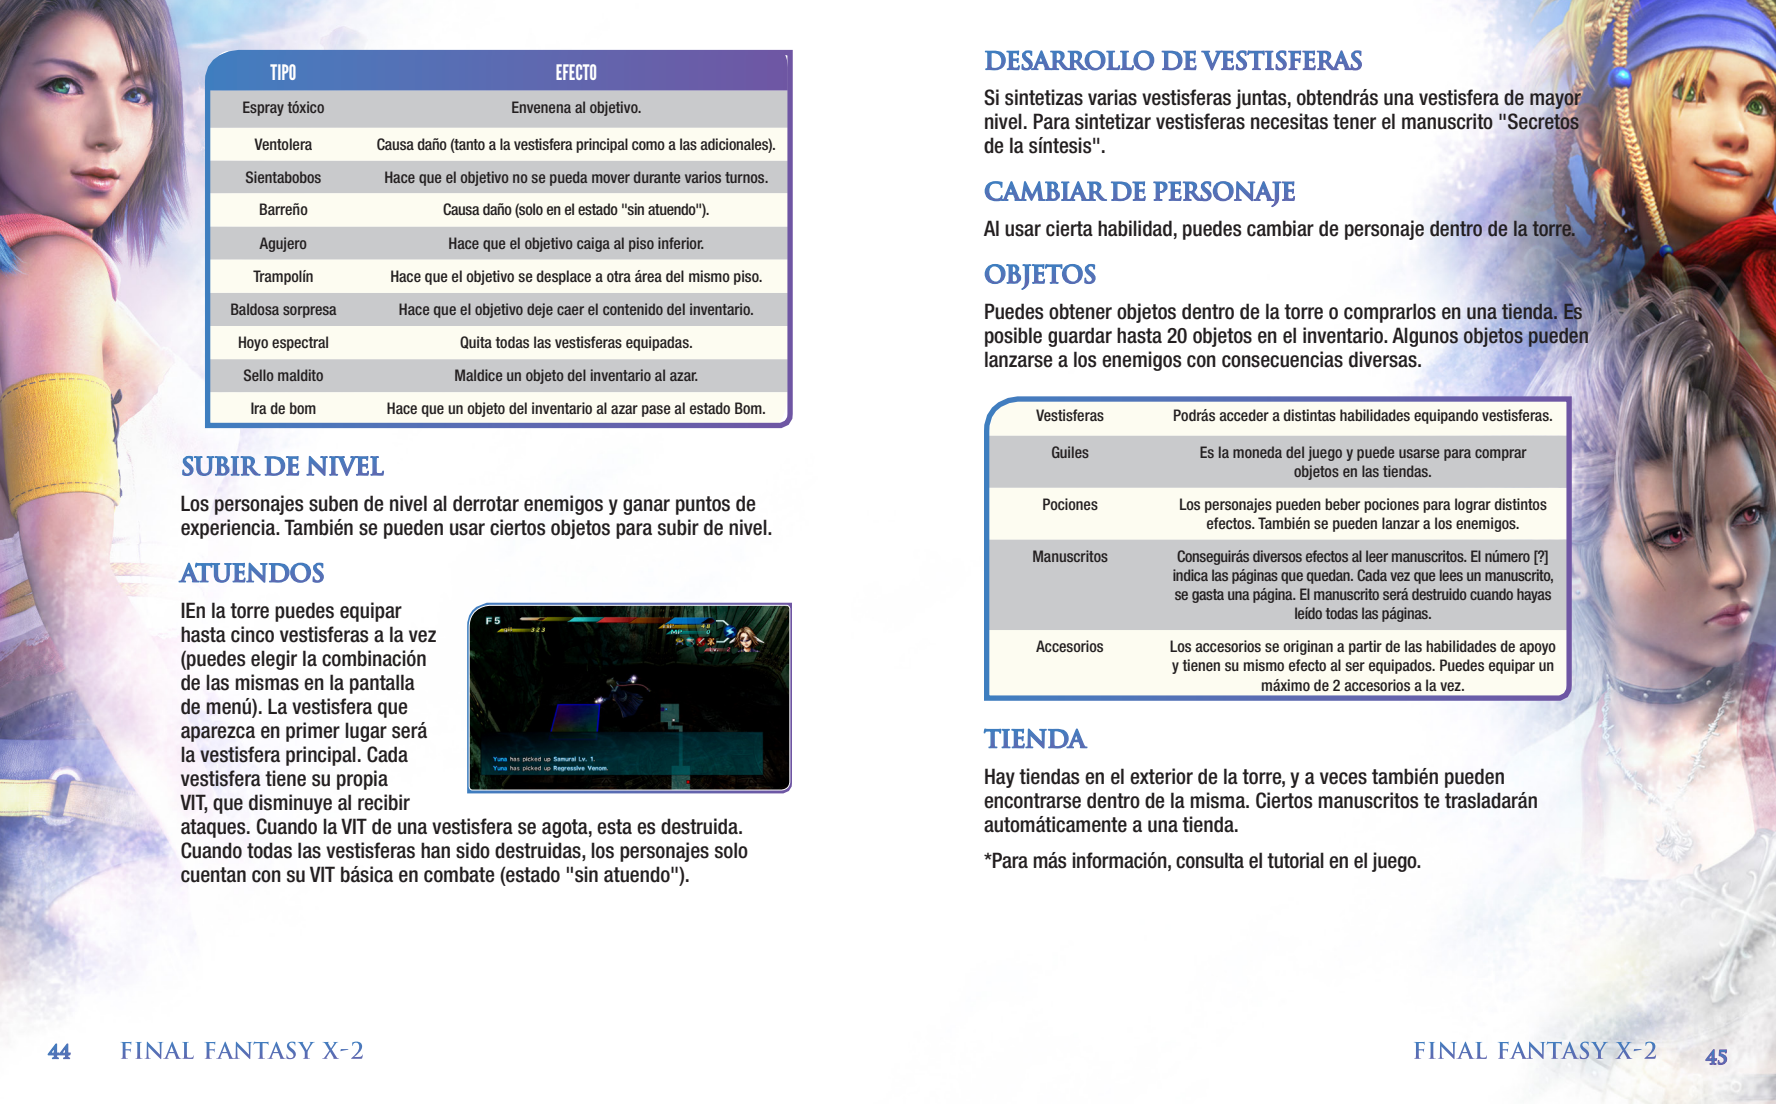 TIPO EFECTO
Espray tóxico Envenena al objetivo.
Ventolera Causa daño (tanto a la vestisfera principal como a las adicionales).
Sientabobos Hace que el objetivo no se pueda mover durante varios turnos.
Barreño Causa daño (solo en el estado "sin atuendo").
Agujero Hace que el objetivo caiga al piso inferior.
Trampolín Hace que el objetivo se desplace a otra área del mismo piso.
Baldosa sorpresa Hace que el objetivo deje caer el contenido del inventario.
Hoyo espectral Quita todas las vestisferas equipadas.
Sello maldito Maldice un objeto del inventario al azar.
Ira de bom Hace que un objeto del inventario al azar pase al estado Bom.
SUBIR DE NIVEL
Los personajes suben de nivel al derrotar enemigos y ganar puntos de
experiencia. También se pueden usar ciertos objetos para subir de nivel.
ATUENDOS
IEn la torre puedes equipar
hasta cinco vestisferas a la vez
(puedes elegir la combinación
de las mismas en la pantalla
de menú). La vestisfera que
aparezca en primer lugar será
la vestisfera principal. Cada
vestisfera tiene su propia
VIT, que disminuye al recibir
ataques. Cuando la VIT de una vestisfera se agota, esta es destruida.
Cuando todas las vestisferas han sido destruidas, los personajes solo
cuentan con su VIT básica en combate (estado "sin atuendo").
F5
323
MP 0
Yuna has picked up Samurai Lv. 1.
Yuna has picked up Regressive Venom.
44 FINAL FANTASY X-2
DESARROLLO DE VESTISFERAS
Si sintetizas varias vestisferas juntas, obtendrás una vestisfera de mayor
nivel. Para sintetizar vestisferas necesitas tener el manuscrito "Secretos
de la síntesis".
CAMBIAR DE PERSONAJE
Al usar cierta habilidad, puedes cambiar de personaje dentro de la torre.
OBJETOS
Puedes obtener objetos dentro de la torre o comprarlos en una tienda. Es
posible guardar hasta 20 objetos en el inventario. Algunos objetos pueden
lanzarse a los enemigos con consecuencias diversas.
Vestisferas Podrás acceder a distintas habilidades equipando vestisferas.
Guiles Es la moneda del juego y puede usarse para comprar
objetos en las tiendas.
Pociones Los personajes pueden beber pociones para lograr distintos
efectos. También se pueden lanzar a los enemigos.
Manuscritos Conseguirás diversos efectos al leer manuscritos. El número [?]
indica las páginas que quedan. Cada vez que lees un manuscrito,
se gasta una página. El manuscrito será destruido cuando hayas
leído todas las páginas.
Accesorios Los accesorios se originan a partir de las habilidades de apoyo
y tienen su mismo efecto al ser equipados. Puedes equipar un
máximo de 2 accesorios a la vez.
TIENDA
Hay tiendas en el exterior de la torre, y a veces también pueden
encontrarse dentro de la misma. Ciertos manuscritos te trasladarán
automáticamente a una tienda.
*Para más información, consulta el tutorial en el juego.
FINAL FANTASY X-2 45